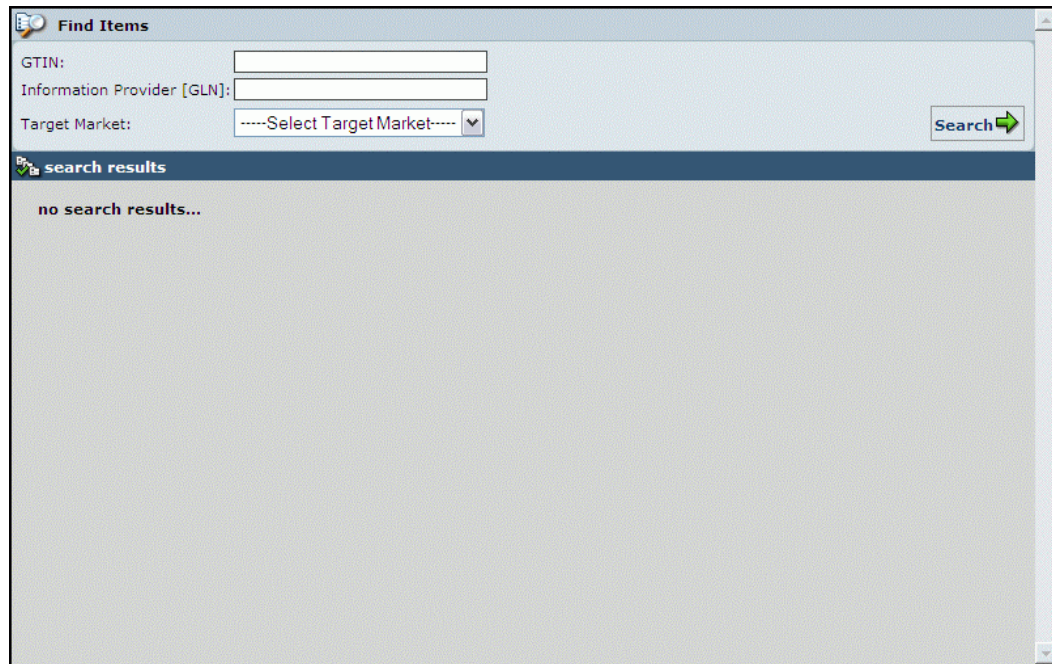 Find Items
GTIN:
Information Provider [GLN]:
Target Market: -----Select Target Market-----
Search
search results
no search results...